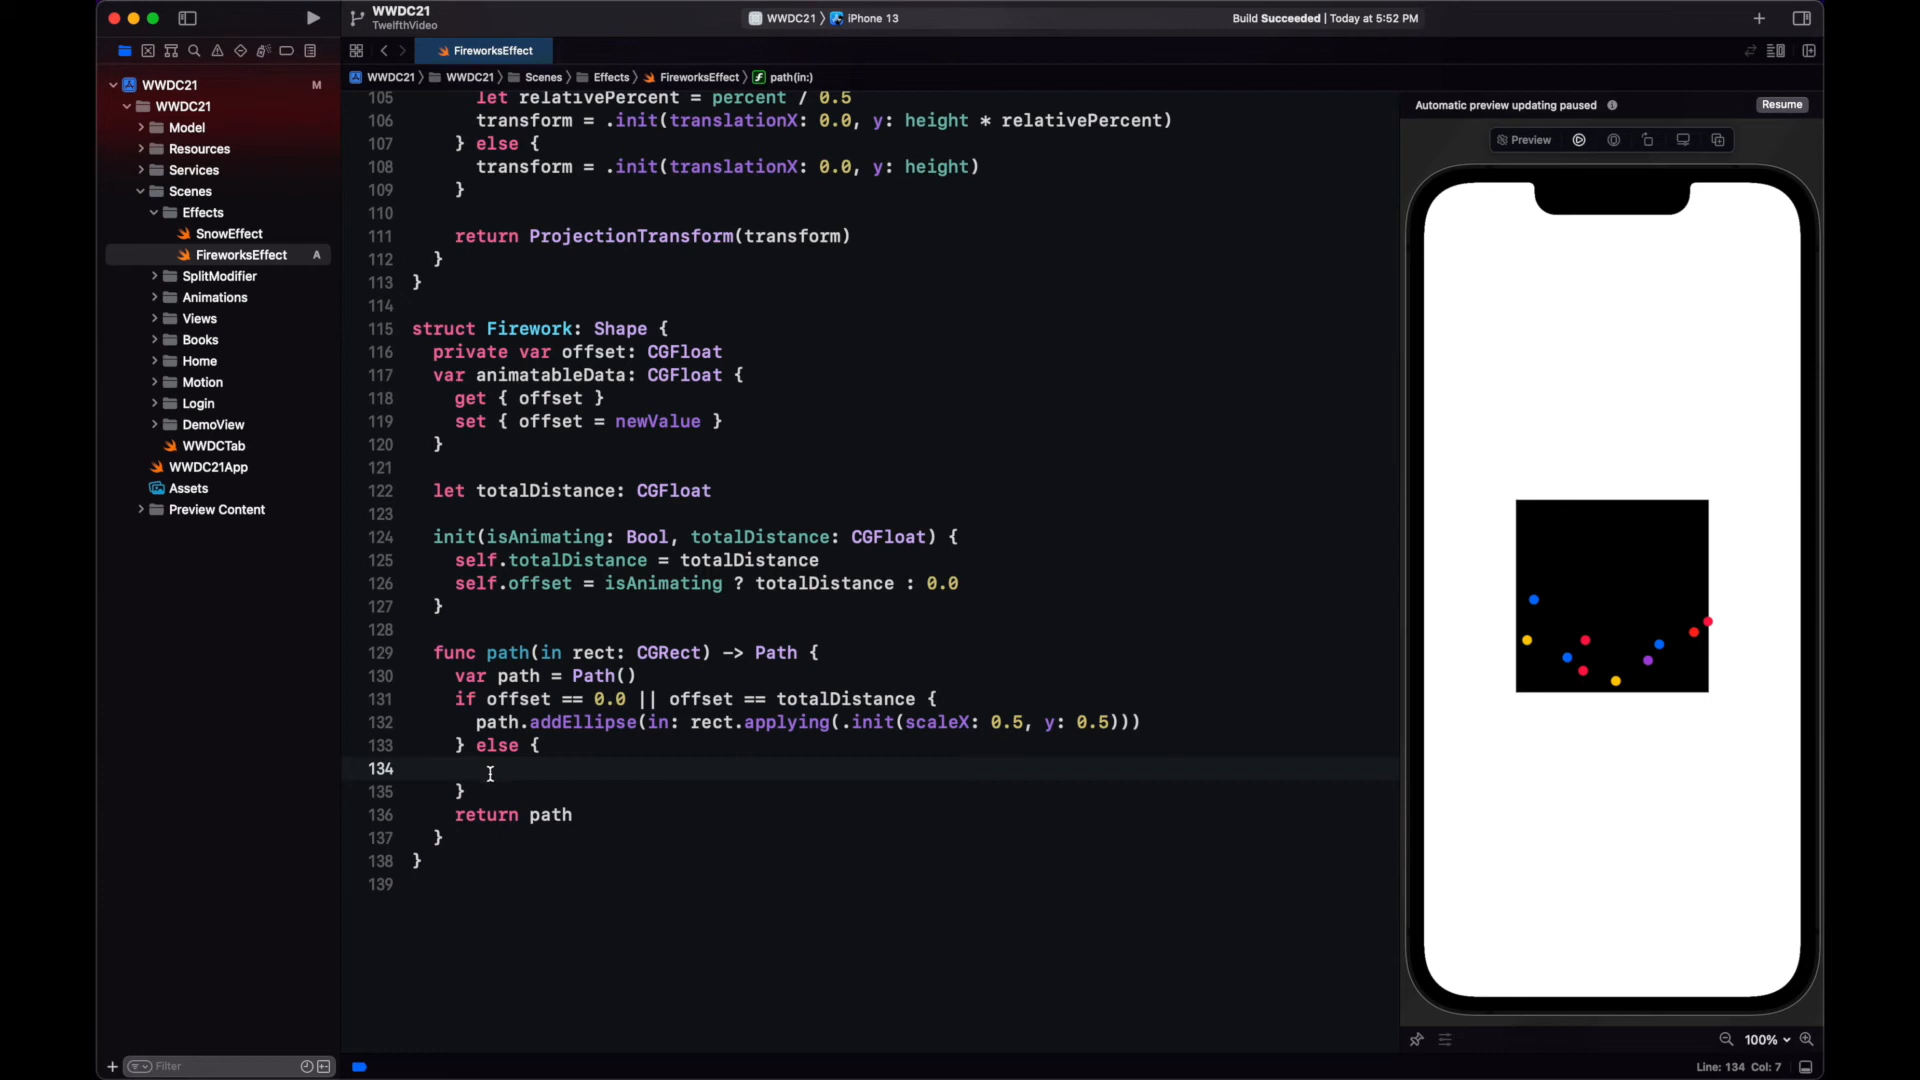 WWDC21
TwelfthVideo
WWDC21 〉 iPhone 13
Build Succeeded | Today at 5:52 PM
FireworksEffect
WWDC21 〉 WWDC21 〉 Scenes 〉 Effects 〉 FireworksEffect 〉 path(in:)
WWDC21 M
WWDC21
Model
Resources
Services
Scenes
Effects
SnowEffect
FireworksEffect A
SplitModifier
Animations
Views
Books
Home
Motion
Login
DemoView
WWDCTab
WWDC21App
Assets
Preview Content
Filter
105 let relativePercent = percent / 0.5
106 transform = .init(translationX: 0.0, y: height * relativePercent)
107 } else {
108 transform = .init(translationX: 0.0, y: height)
109 }
110
111 return ProjectionTransform(transform)
112 }
113 }
114
115 struct Firework: Shape {
116 private var offset: CGFloat
117 var animatableData: CGFloat {
118 get { offset }
119 set { offset = newValue }
120 }
121
122 let totalDistance: CGFloat
123
124 init(isAnimating: Bool, totalDistance: CGFloat) {
125 self.totalDistance = totalDistance
126 self.offset = isAnimating ? totalDistance : 0.0
127 }
128
129 func path(in rect: CGRect) -> Path {
130 var path = Path()
131 if offset == 0.0 || offset == totalDistance {
132 path.addEllipse(in: rect.applying(.init(scaleX: 0.5, y: 0.5)))
133 } else {
134
135 }
136 return path
137 }
138 }
139
Automatic preview updating paused
Resume
Preview
100%
Line: 134 Col: 7